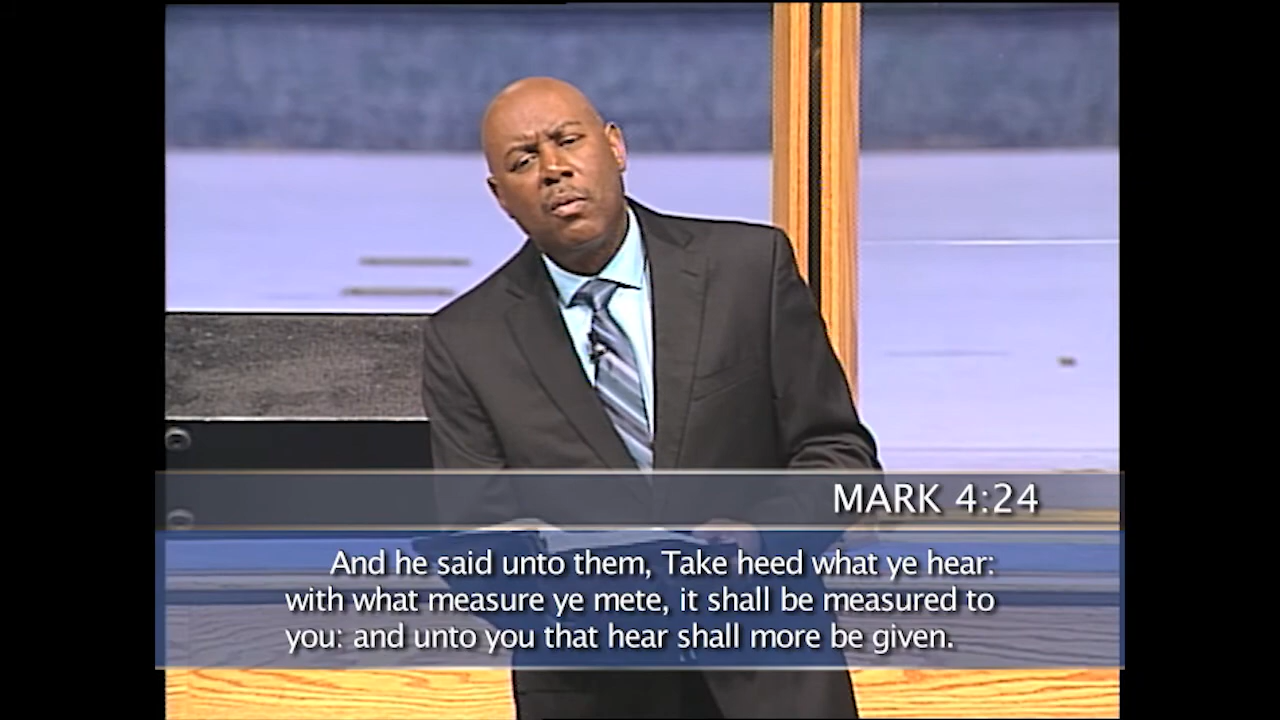 MARK 4:24
And he said unto them, Take heed what ye hear:
with what measure ye mete, it shall be measured to
you: and unto you that hear shall more be given.